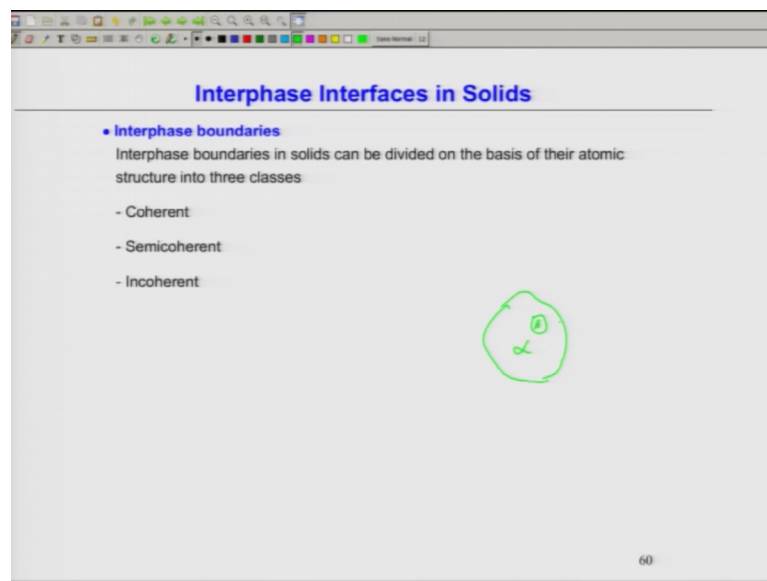 Interphase Interfaces in Solids
• Interphase boundaries
Interphase boundaries in solids can be divided on the basis of their atomic
structure into three classes
- Coherent
- Semicoherent
- Incoherent
α
60